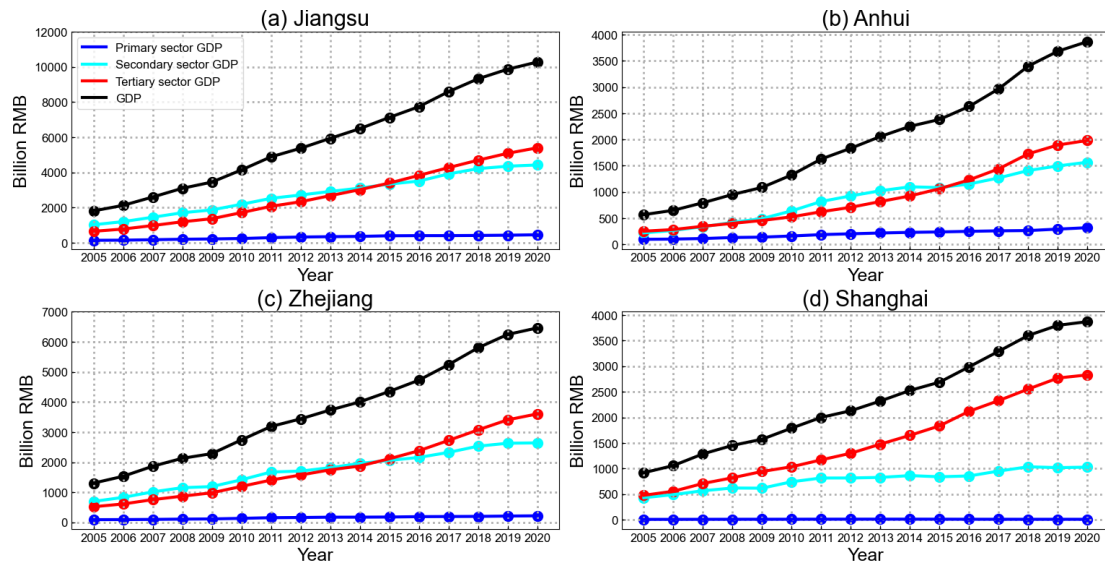 (a) Jiangsu
Billion RMB
12000
10000
8000
6000
4000
2000
0
Primary sector GDP
Secondary sector GDP
Tertiary sector GDP
GDP
2005 2006 2007 2008 2009 2010 2011 2012 2013 2014 2015 2016 2017 2018 2019 2020
Year
(b) Anhui
Billion RMB
4000
3500
3000
2500
2000
1500
1000
500
0
2005 2006 2007 2008 2009 2010 2011 2012 2013 2014 2015 2016 2017 2018 2019 2020
Year
(c) Zhejiang
Billion RMB
7000
6000
5000
4000
3000
2000
1000
0
2005 2006 2007 2008 2009 2010 2011 2012 2013 2014 2015 2016 2017 2018 2019 2020
Year
(d) Shanghai
Billion RMB
4000
3500
3000
2500
2000
1500
1000
500
0
2005 2006 2007 2008 2009 2010 2011 2012 2013 2014 2015 2016 2017 2018 2019 2020
Year